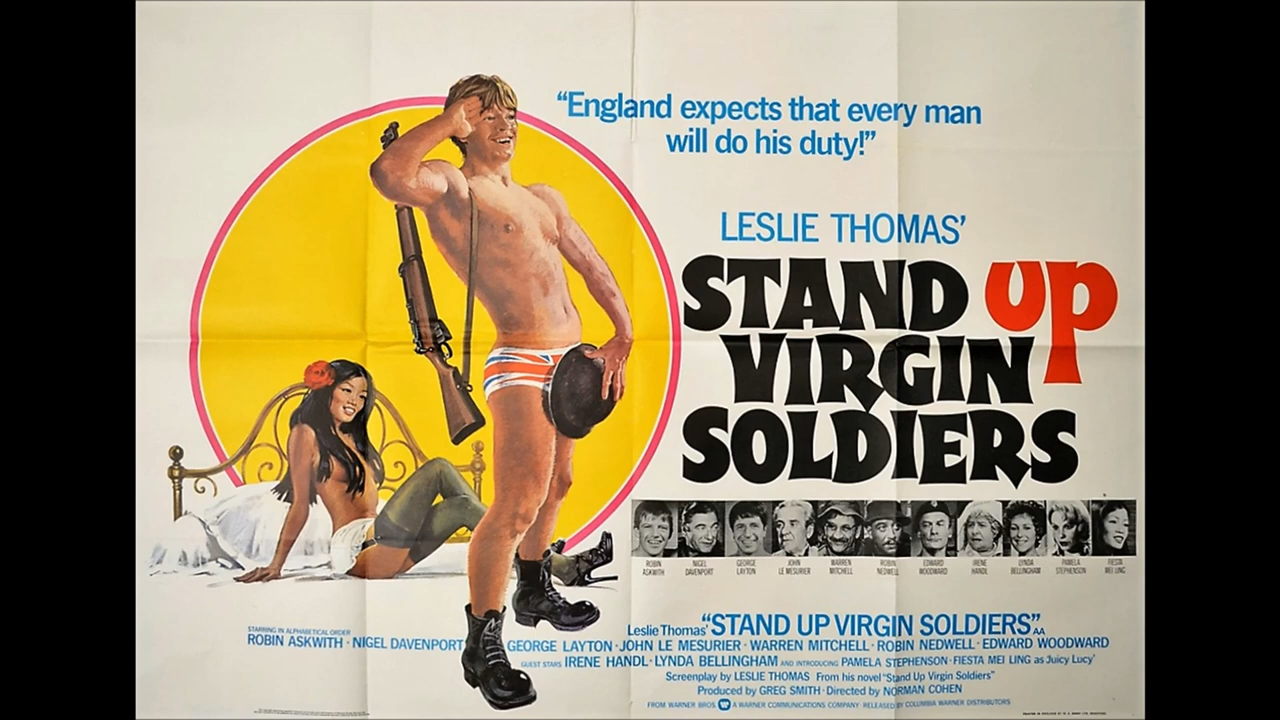 “England expects that every man
will do his duty!”
LESLIE THOMAS’
STAND UP
VIRGIN
SOLDIERS
ROBIN ASKWITH NIGEL DAVENPORT GEORGE LAYTON JOHN LE MESURIER WARREN MITCHELL ROBIN NEDWELL EDWARD WOODWARD IRENE HANDL LYNDA BELLINGHAM PAMELA STEPHENSON FIESTA MEI LING
Leslie Thomas’ “STAND UP VIRGIN SOLDIERS” AA
STARRING IN ALPHABETICAL ORDER
ROBIN ASKWITH · NIGEL DAVENPORT GEORGE LAYTON · JOHN LE MESURIER · WARREN MITCHELL · ROBIN NEDWELL · EDWARD WOODWARD
GUEST STARS IRENE HANDL · LYNDA BELLINGHAM AND INTRODUCING PAMELA STEPHENSON · FIESTA MEI LING as Juicy Lucy’
Screenplay by LESLIE THOMAS From his novel “Stand Up Virgin Soldiers”
Produced by GREG SMITH · Directed by NORMAN COHEN
FROM WARNER BROS. A WARNER COMMUNICATIONS COMPANY · RELEASED BY COLUMBIA-WARNER DISTRIBUTORS